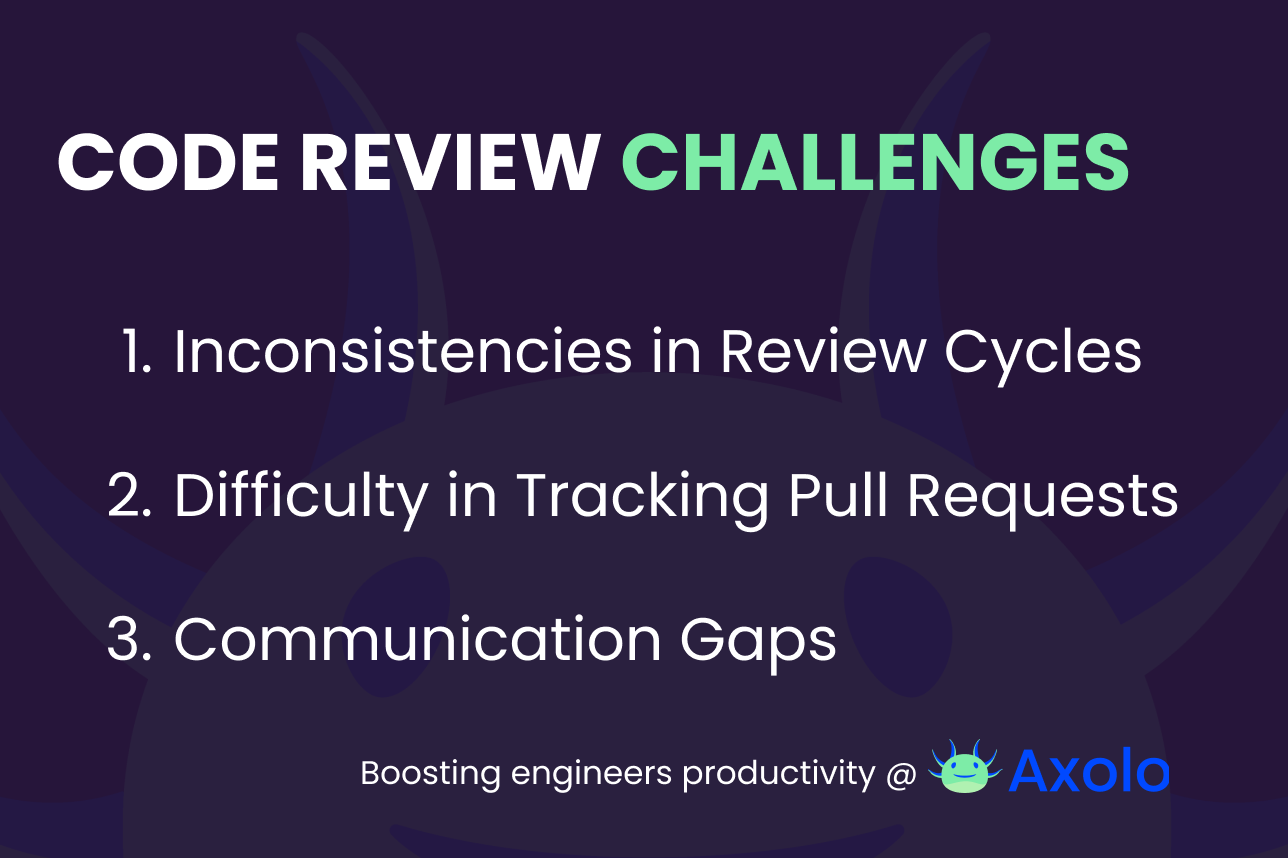 CODE REVIEW CHALLENGES
1. Inconsistencies in Review Cycles
2. Difficulty in Tracking Pull Requests
3. Communication Gaps
Boosting engineers productivity @ Axolo